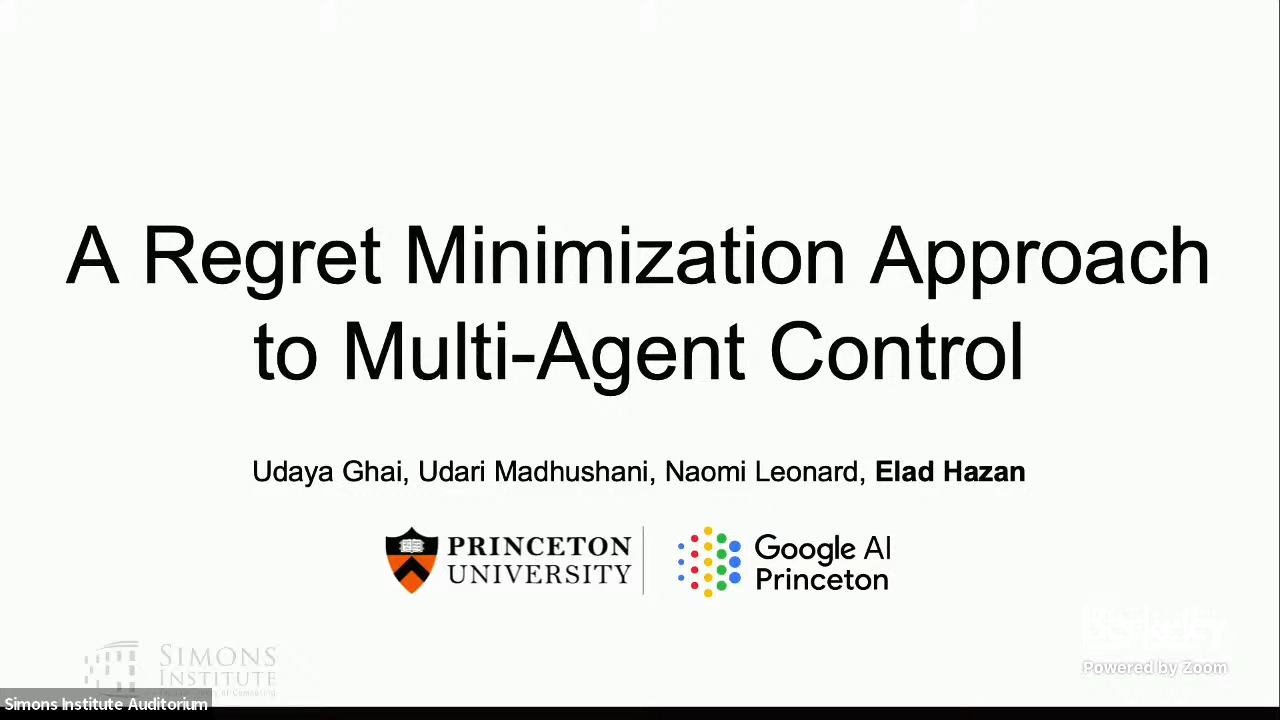 A Regret Minimization Approach
to Multi-Agent Control
Udaya Ghai, Udari Madhushani, Naomi Leonard, Elad Hazan
PRINCETON
UNIVERSITY
Google AI
Princeton
SIMONS
INSTITUTE
Berkeley
Powered by Zoom
Simons Institute Auditorium